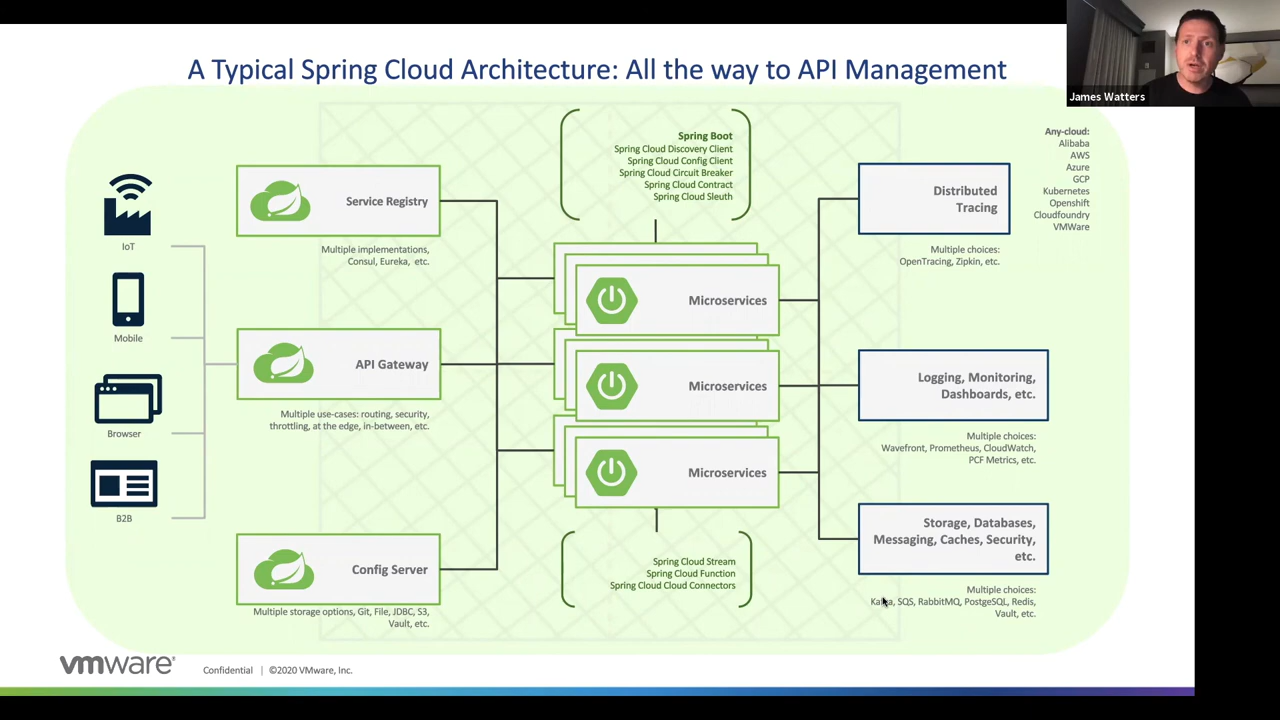 A Typical Spring Cloud Architecture: All the way to API Management
James Watters
Any-cloud:
Alibaba
AWS
Azure
GCP
Kubernetes
Openshift
Cloudfoundry
VMWare
IoT
Mobile
Browser
B2B
Service Registry
Multiple implementations,
Consul, Eureka, etc.
API Gateway
Multiple use-cases: routing, security,
throttling, at the edge, in-between, etc.
Config Server
Multiple storage options, Git, File, JDBC, S3,
Vault, etc.
Spring Boot
Spring Cloud Discovery Client
Spring Cloud Config Client
Spring Cloud Circuit Breaker
Spring Cloud Contract
Spring Cloud Sleuth
Microservices
Microservices
Microservices
Spring Cloud Stream
Spring Cloud Function
Spring Cloud Cloud Connectors
Distributed
Tracing
Multiple choices:
OpenTracing, Zipkin, etc.
Logging, Monitoring,
Dashboards, etc.
Multiple choices:
Wavefront, Prometheus, CloudWatch,
PCF Metrics, etc.
Storage, Databases,
Messaging, Caches, Security,
etc.
Multiple choices:
Kafka, SQS, RabbitMQ, PostgeSQL, Redis,
Vault, etc.
vmware
Confidential | ©2020 VMware, Inc.